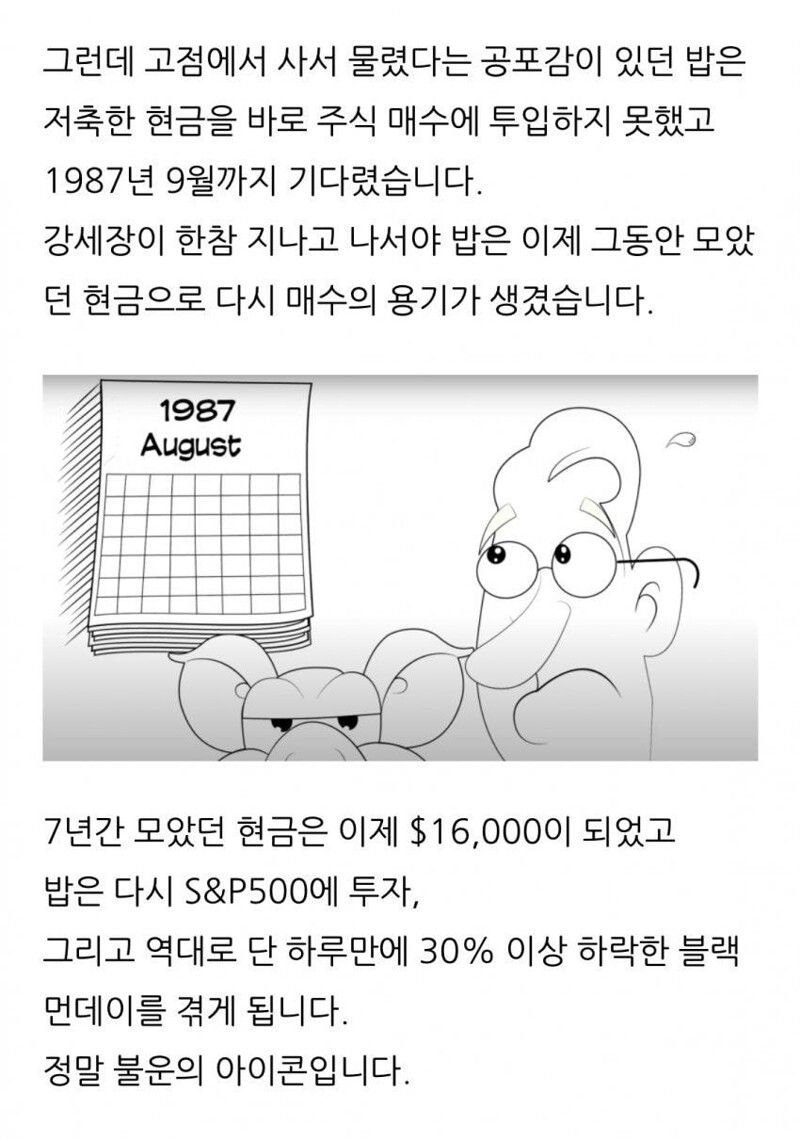 그런데 고점에서 사서 물렸다는 공포감이 있던 밥은
저축한 현금을 바로 주식 매수에 투입하지 못했고
1987년 9월까지 기다렸습니다.
강세장이 한참 지나고 나서야 밥은 이제 그동안 모았
던 현금으로 다시 매수의 용기가 생겼습니다.
1987
August
7년간 모았던 현금은 이제 $16,000이 되었고
밥은 다시 S&P500에 투자,
그리고 역대로 단 하루만에 30% 이상 하락한 블랙
먼데이를 겪게 됩니다.
정말 불운의 아이콘입니다.